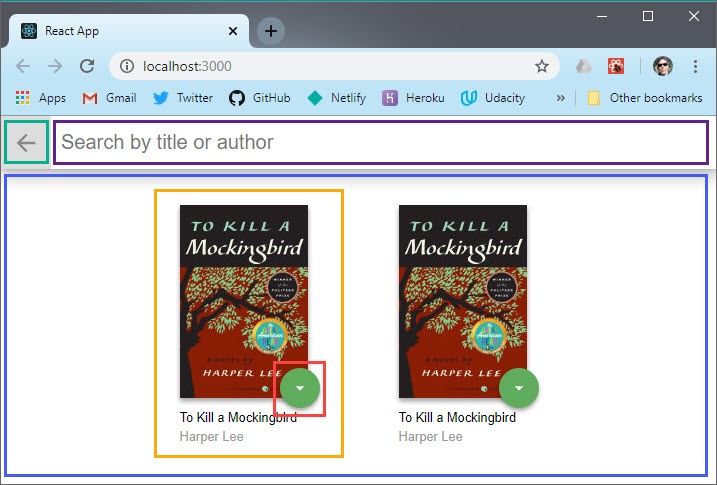 React App
localhost:3000
Apps Gmail Twitter GitHub Netlify Heroku Udacity » Other bookmarks
Search by title or author
TO KILL A TO KILL A
Mockingbird Mockingbird
WINNER of the PULITZER PRIZE WINNER of the PULITZER PRIZE
A NOVEL BY A NOVEL BY
HARPER LEE HARPER LEE
To Kill a Mockingbird To Kill a Mockingbird
Harper Lee Harper Lee